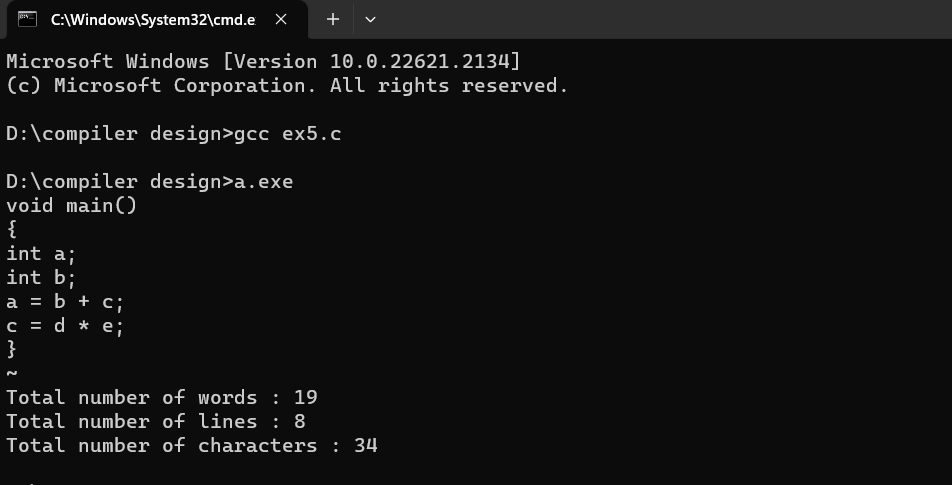 C:\Windows\System32\cmd.e
Microsoft Windows [Version 10.0.22621.2134]
(c) Microsoft Corporation. All rights reserved.
D:\compiler design>gcc ex5.c
D:\compiler design>a.exe
void main()
{
int a;
int b;
a = b + c;
c = d * e;
}
~
Total number of words : 19
Total number of lines : 8
Total number of characters : 34